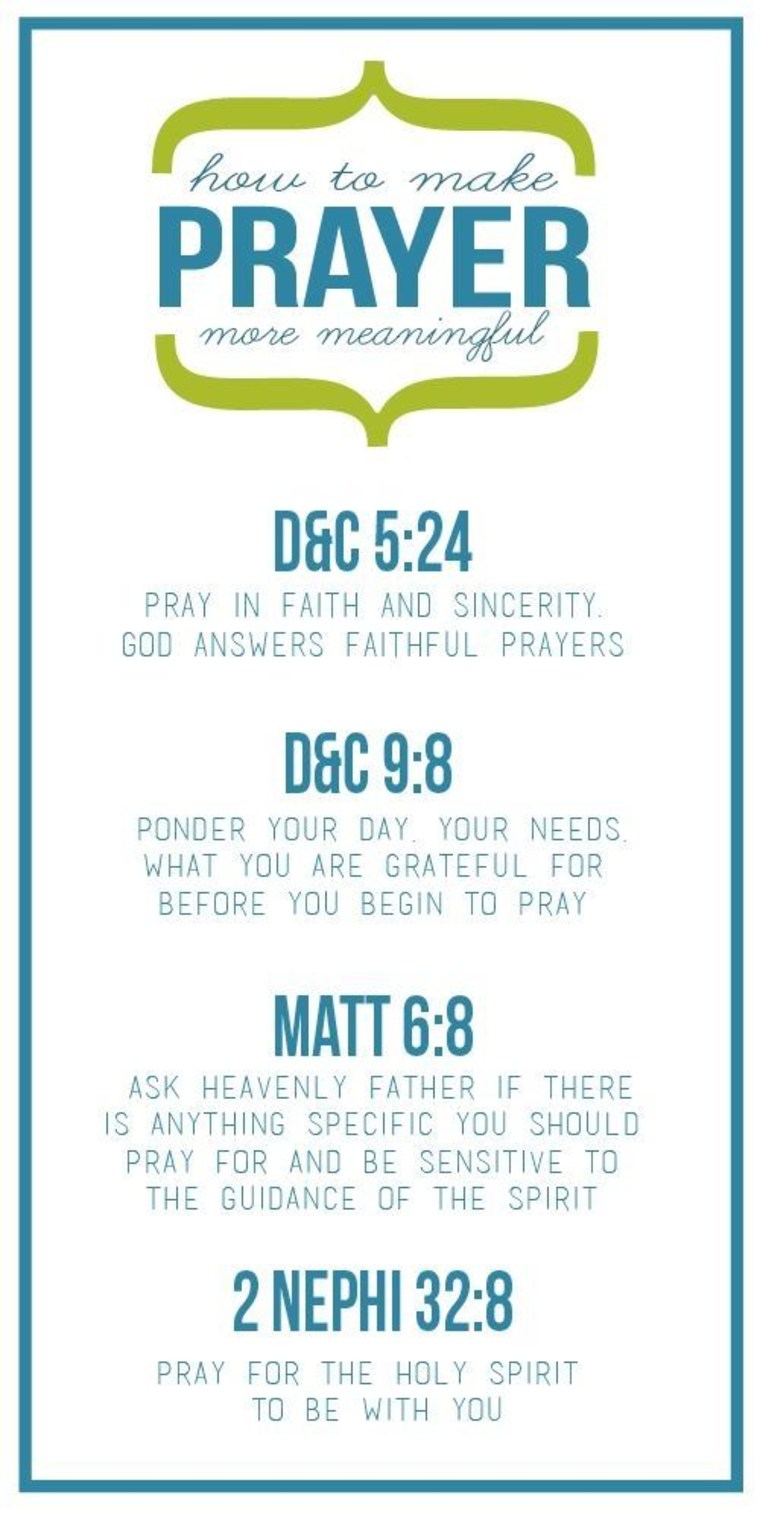 how to make
PRAYER
more meaningful
D&C 5:24
PRAY IN FAITH AND SINCERITY.
GOD ANSWERS FAITHFUL PRAYERS
D&C 9:8
PONDER YOUR DAY, YOUR NEEDS,
WHAT YOU ARE GRATEFUL FOR
BEFORE YOU BEGIN TO PRAY
MATT 6:8
ASK HEAVENLY FATHER IF THERE
IS ANYTHING SPECIFIC YOU SHOULD
PRAY FOR AND BE SENSITIVE TO
THE GUIDANCE OF THE SPIRIT
2 NEPHI 32:8
PRAY FOR THE HOLY SPIRIT
TO BE WITH YOU